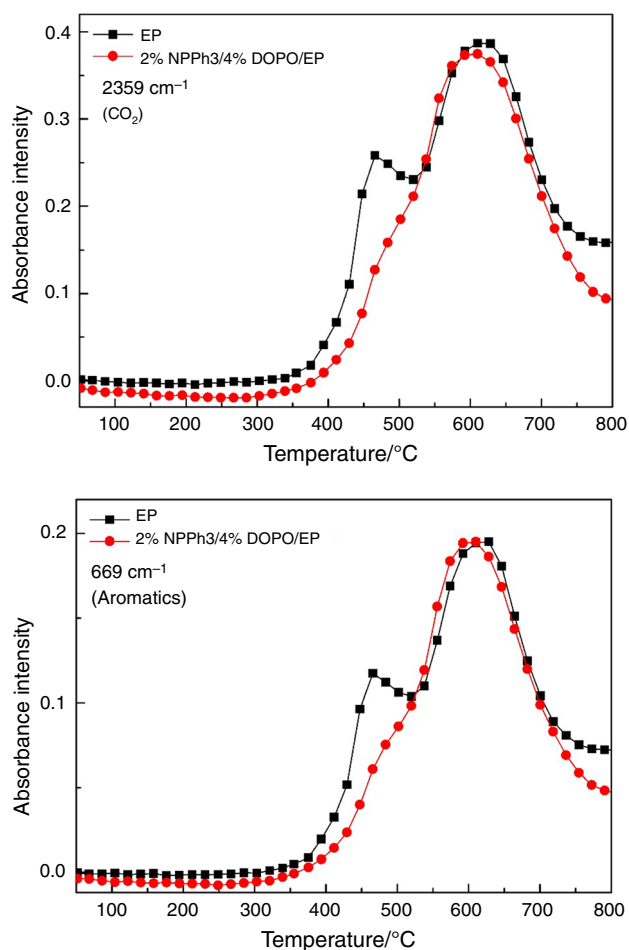 EP
2% NPPh3/4% DOPO/EP
2359 cm⁻¹
(CO₂)
Absorbance intensity
0.4
0.3
0.2
0.1
0.0
100 200 300 400 500 600 700 800
Temperature/°C
EP
2% NPPh3/4% DOPO/EP
669 cm⁻¹
(Aromatics)
Absorbance intensity
0.2
0.1
0.0
100 200 300 400 500 600 700 800
Temperature/°C